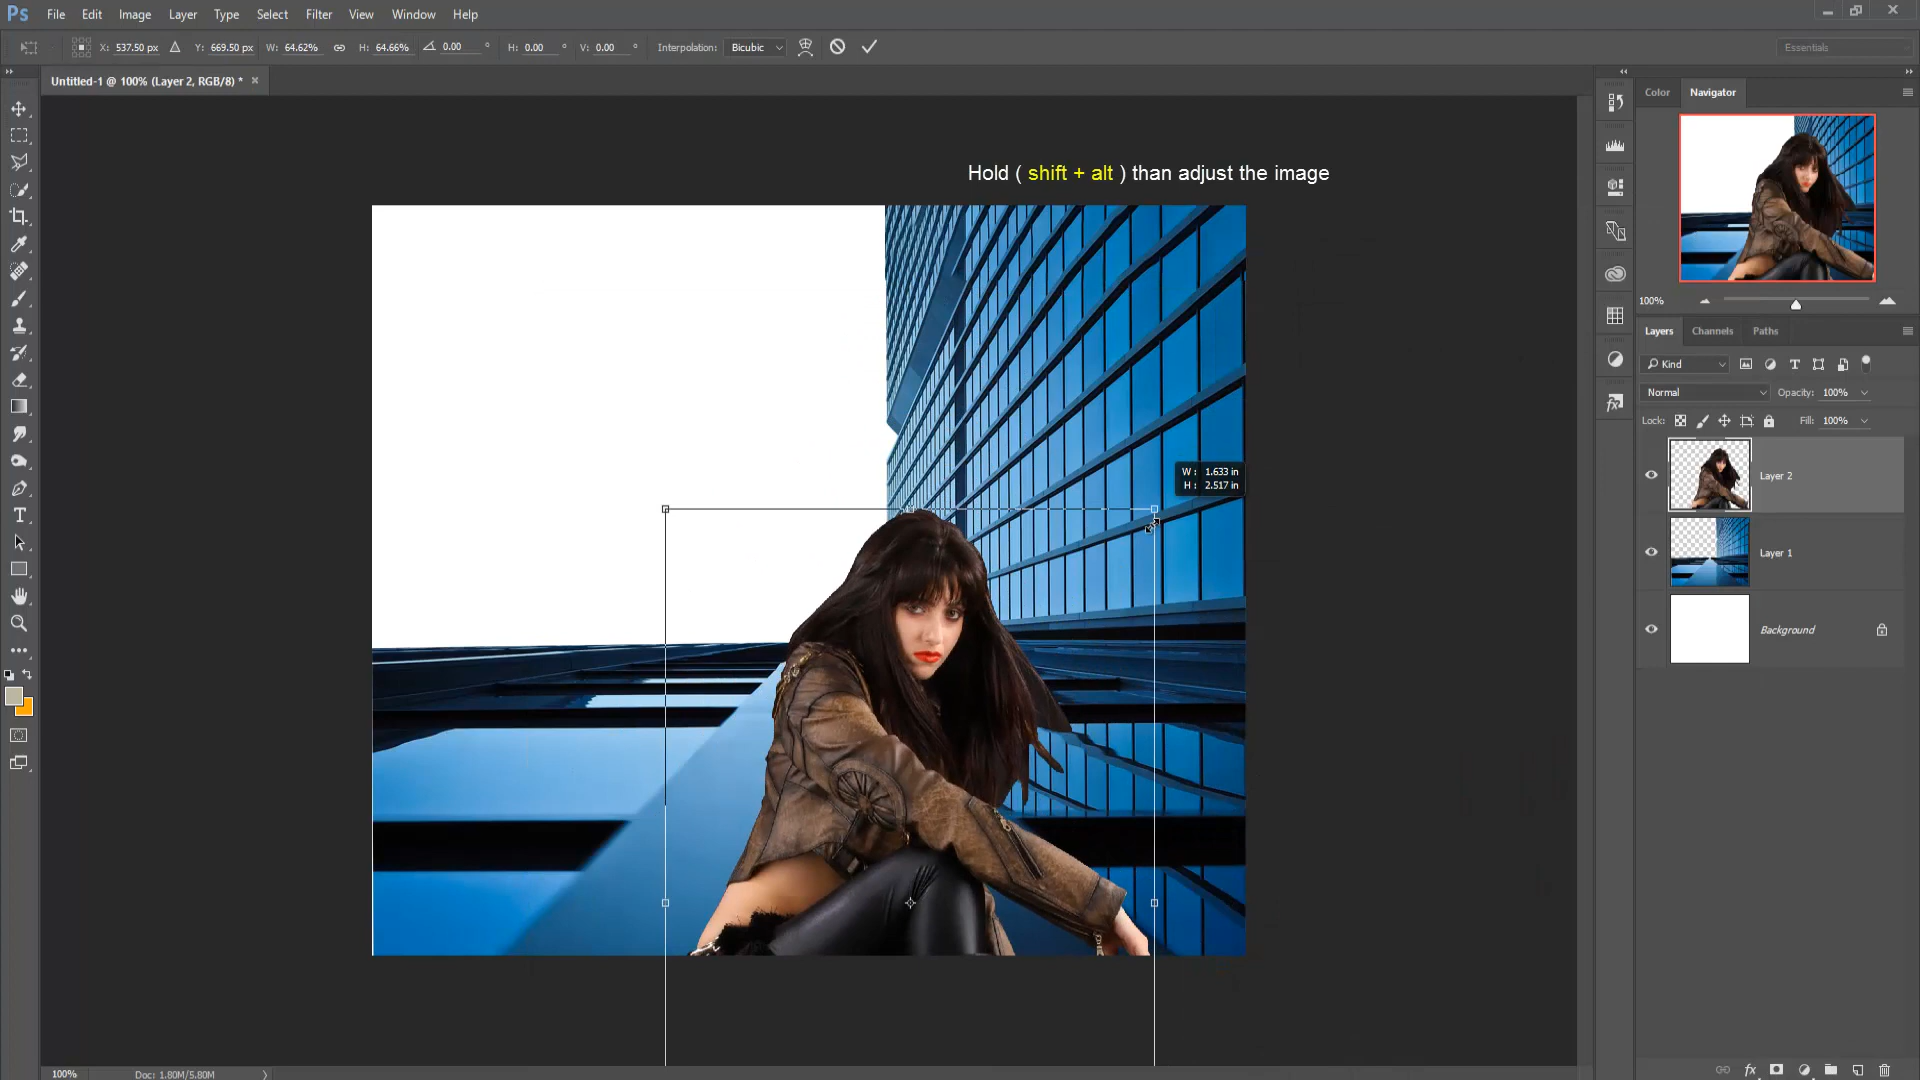 Ps File Edit Image Layer Type Select Filter View Window Help
X: 537.50 px Y: 669.50 px W: 64.62% H: 64.66% 0.00 ° H: 0.00 ° V: 0.00 ° Interpolation: Bicubic Essentials
Untitled-1 @ 100% (Layer 2, RGB/8) * ×
Color Navigator
Hold ( shift + alt ) than adjust the image
100%
Layers Channels Paths
Kind
Normal Opacity: 100%
Lock: Fill: 100%
W : 1.633 in
H : 2.517 in
Layer 2
Layer 1
Background
100% Doc: 1.80M/5.80M